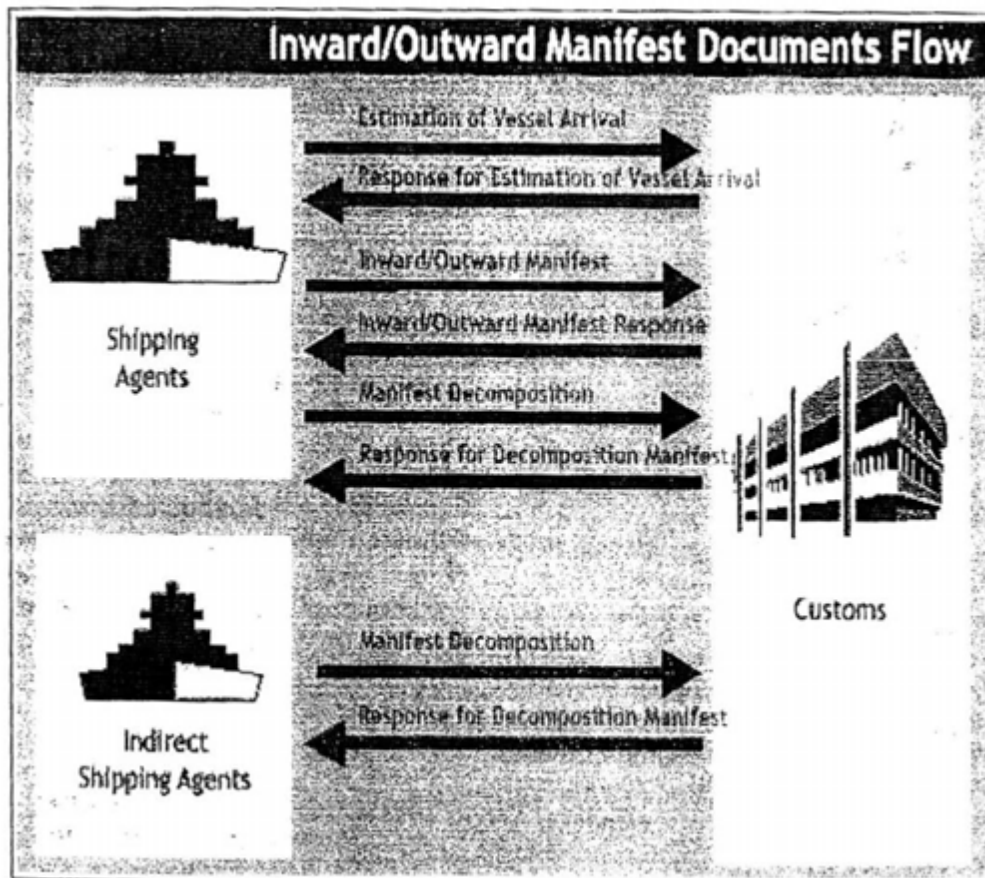 Inward/Outward Manifest Documents Flow
Estimation of Vessel Arrival
Response for Estimation of Vessel Arrival
Inward/Outward Manifest
Inward/Outward Manifest Response
Manifest Decomposition
Response for Decomposition Manifest
Shipping
Agents
Customs
Manifest Decomposition
Response for Decomposition Manifest
Indirect
Shipping Agents